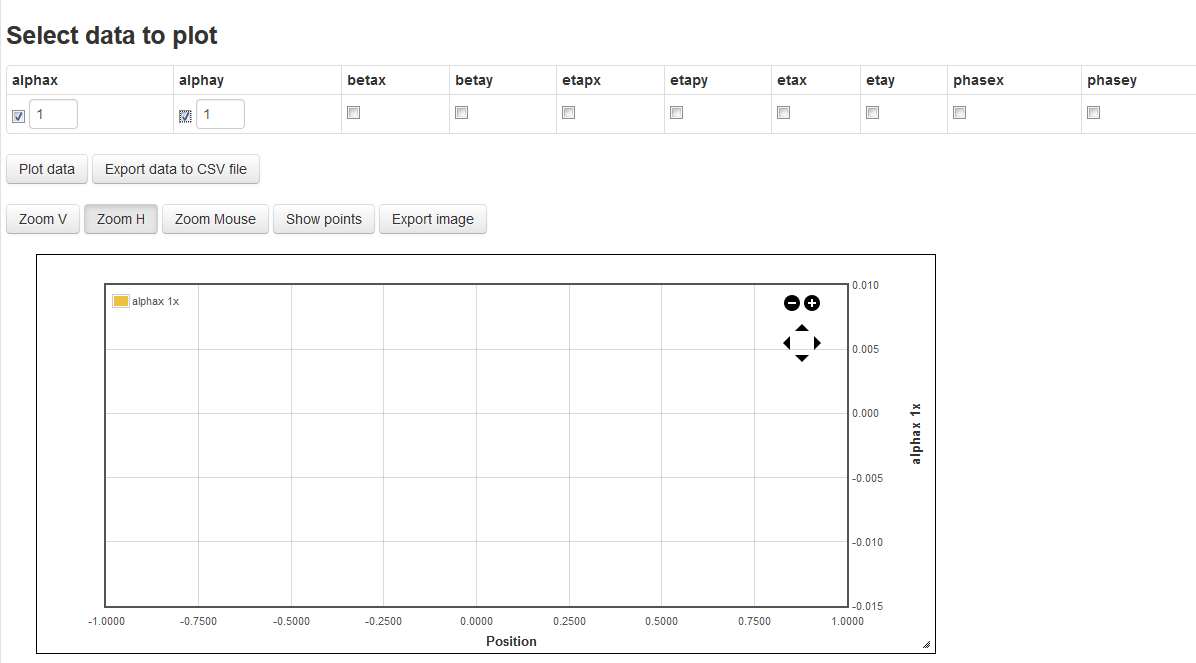 Select data to plot
alphax alphay betax betay etapx etapy etax etay phasex phasey
1 1
Plot data Export data to CSV file
Zoom V Zoom H Zoom Mouse Show points Export image
alphax 1x
0.010
0.005
0.000
-0.005
-0.010
-0.015
alphax 1x
-1.0000 -0.7500 -0.5000 -0.2500 0.0000 0.2500 0.5000 0.7500 1.0000
Position